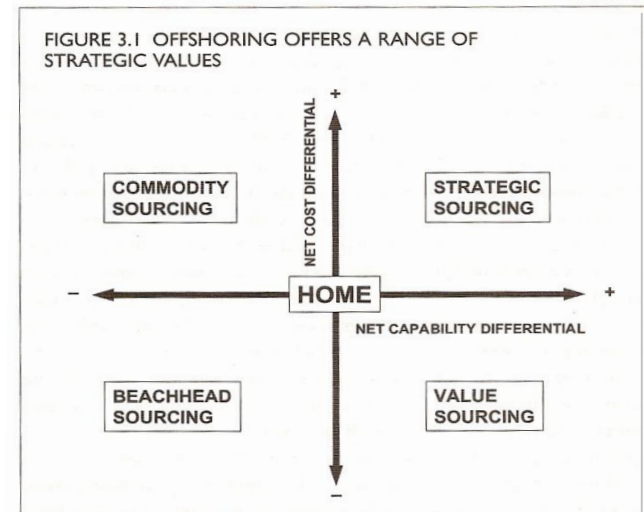 FIGURE 3.1 OFFSHORING OFFERS A RANGE OF
STRATEGIC VALUES
+
NET COST DIFFERENTIAL
COMMODITY
SOURCING
STRATEGIC
SOURCING
–
HOME
+
NET CAPABILITY DIFFERENTIAL
BEACHHEAD
SOURCING
VALUE
SOURCING
–